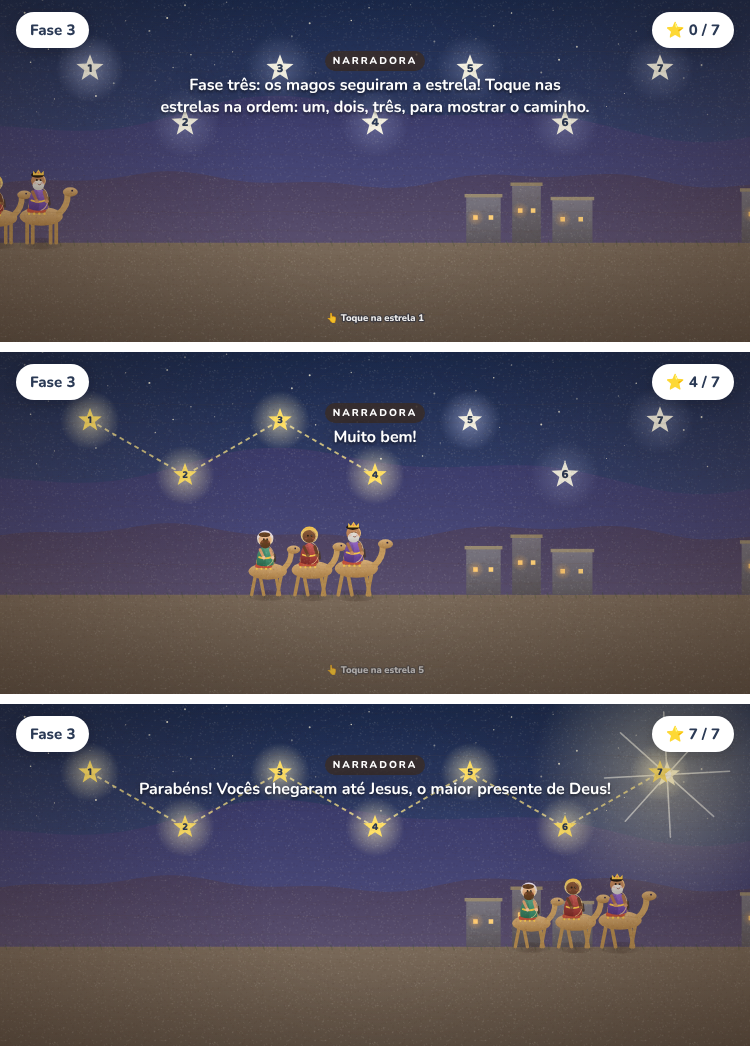 Fase 3
⭐ 0 / 7
NARRADORA
1
3
5
7
Fase três: os magos seguiram a estrela! Toque nas
estrelas na ordem: um, dois, três, para mostrar o caminho.
2
4
6
👆 Toque na estrela 1
Fase 3
⭐ 4 / 7
NARRADORA
1
3
5
7
Muito bem!
2
4
6
👆 Toque na estrela 5
Fase 3
⭐ 7 / 7
NARRADORA
1
3
5
7
Parabéns! Vocês chegaram até Jesus, o maior presente de Deus!
2
4
6